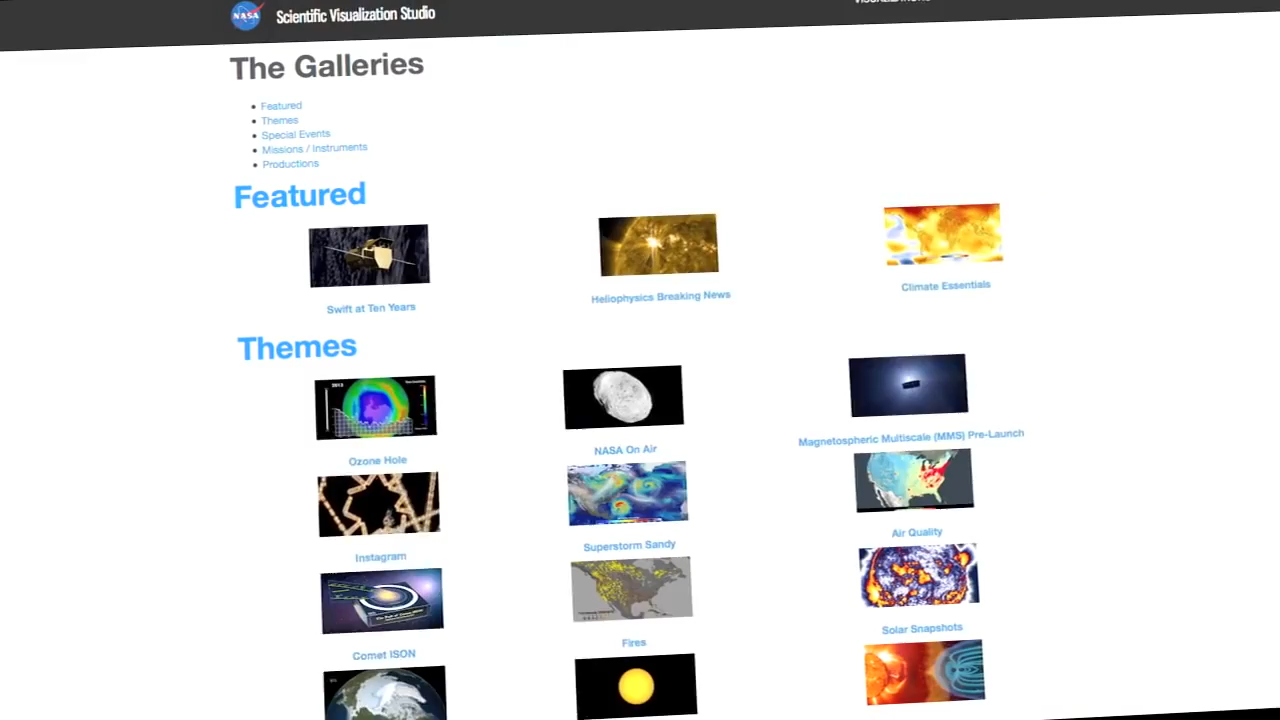 NASA
Scientific Visualization Studio
The Galleries
Featured
Themes
Special Events
Missions / Instruments
Productions
Featured
Swift at Ten Years
Heliophysics Breaking News
Climate Essentials
Themes
2013
Ozone Hole
NASA On Air
Magnetospheric Multiscale (MMS) Pre-Launch
Instagram
Superstorm Sandy
Air Quality
Comet ISON
Fires
Solar Snapshots